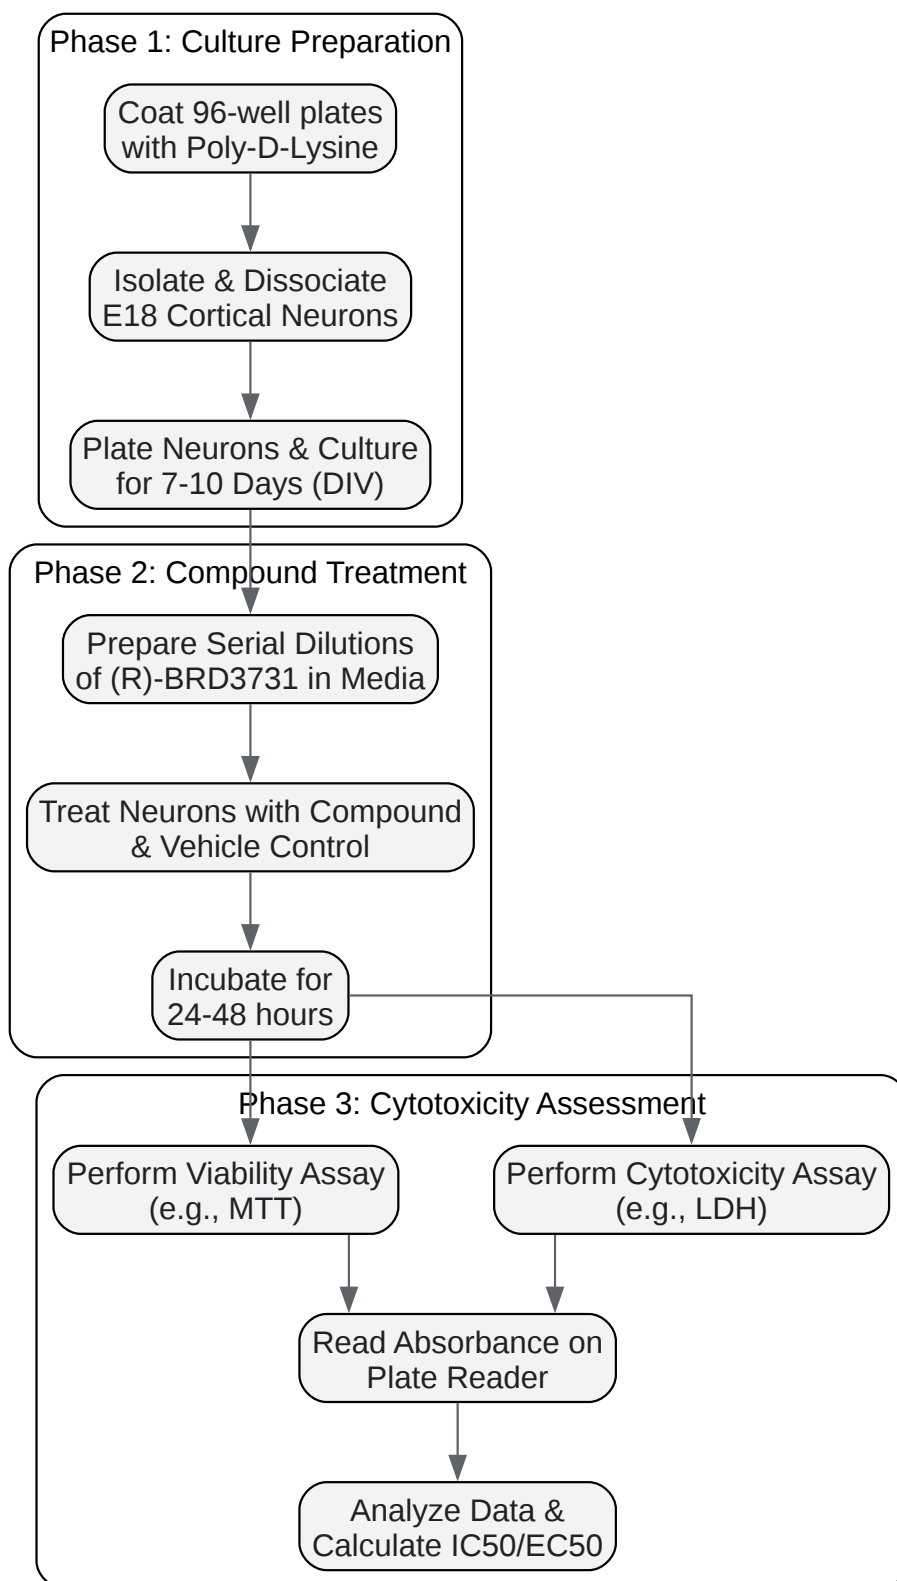 Phase 1: Culture Preparation
Coat 96-well plates
with Poly-D-Lysine
Isolate & Dissociate
E18 Cortical Neurons
Plate Neurons & Culture
for 7-10 Days (DIV)
Phase 2: Compound Treatment
Prepare Serial Dilutions
of (R)-BRD3731 in Media
Treat Neurons with Compound
& Vehicle Control
Incubate for
24-48 hours
Phase 3: Cytotoxicity Assessment
Perform Viability Assay
(e.g., MTT)
Perform Cytotoxicity Assay
(e.g., LDH)
Read Absorbance on
Plate Reader
Analyze Data &
Calculate IC50/EC50